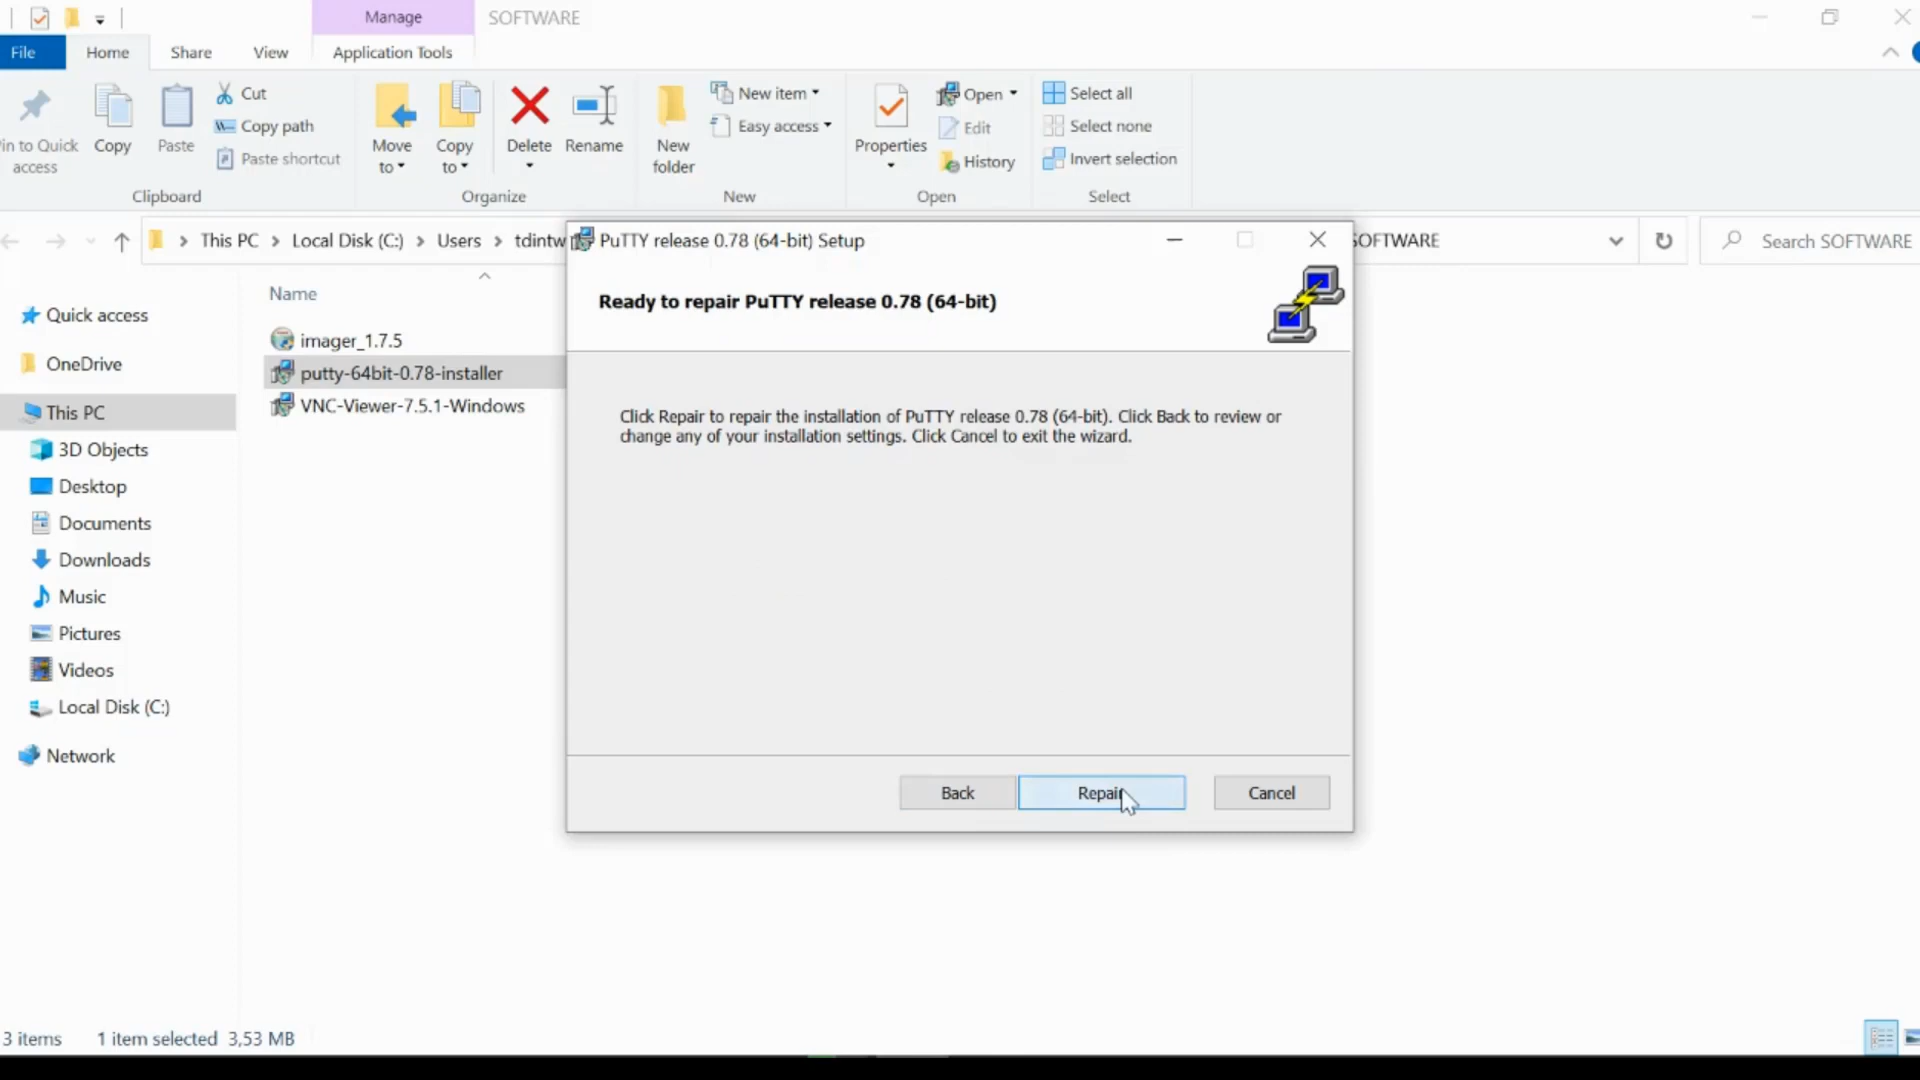 Manage
SOFTWARE
File
Home
Share
View
Application Tools
in to Quick
access
Copy
Paste
Cut
Copy path
Paste shortcut
Clipboard
Move
to
Copy
to
Delete
Rename
Organize
New
folder
New item
Easy access
New
Properties
Open
Edit
History
Open
Select all
Select none
Invert selection
Select
This PC
Local Disk (C:)
Users
tdintw
SOFTWARE
Search SOFTWARE
Quick access
OneDrive
This PC
3D Objects
Desktop
Documents
Downloads
Music
Pictures
Videos
Local Disk (C:)
Network
Name
imager_1.7.5
putty-64bit-0.78-installer
VNC-Viewer-7.5.1-Windows
PuTTY release 0.78 (64-bit) Setup
Ready to repair PuTTY release 0.78 (64-bit)
Click Repair to repair the installation of PuTTY release 0.78 (64-bit). Click Back to review or
change any of your installation settings. Click Cancel to exit the wizard.
Back
Repair
Cancel
3 items
1 item selected 3,53 MB